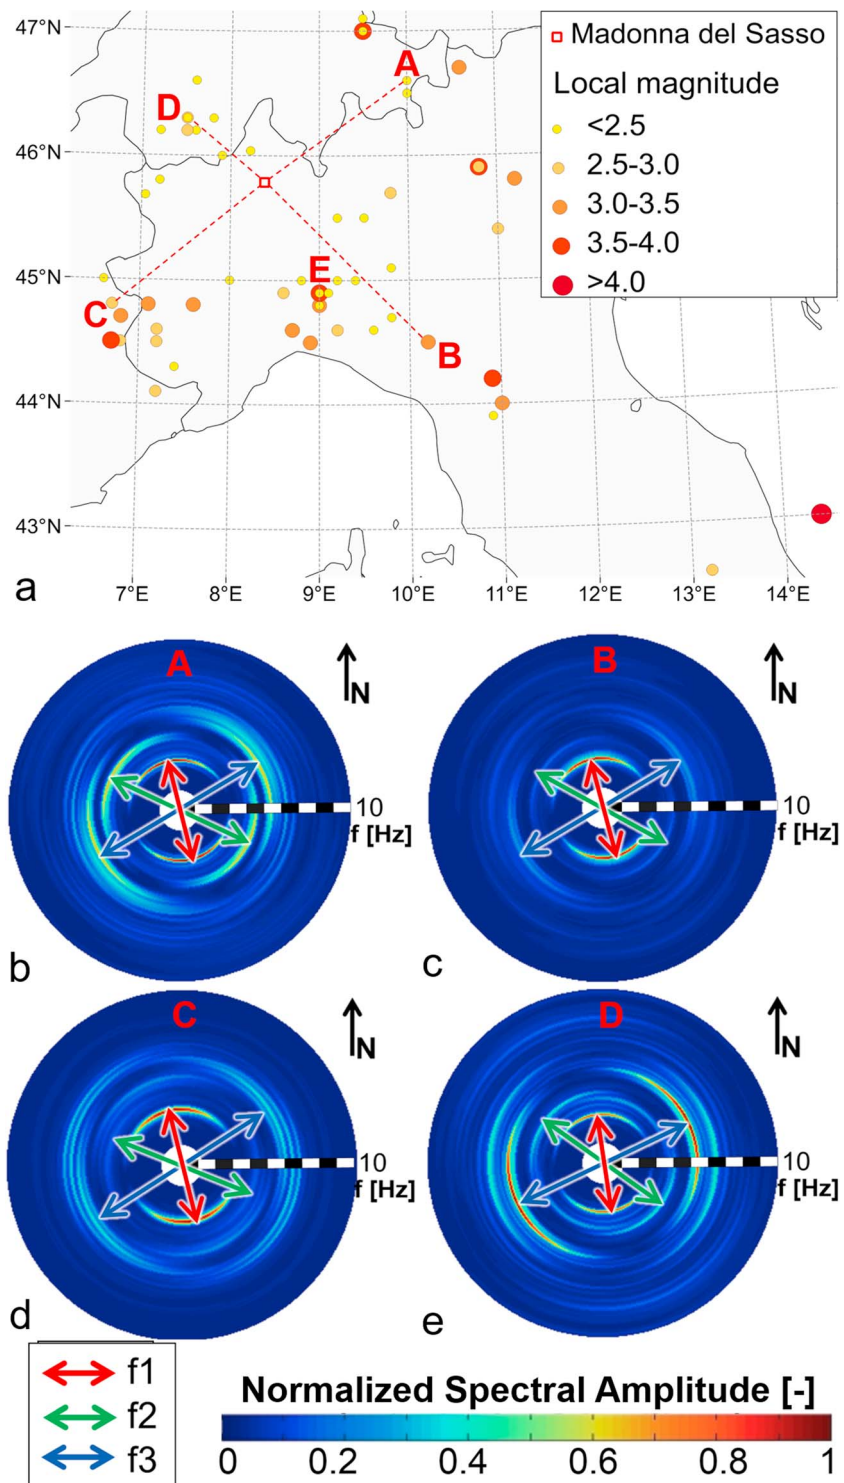 47°N
46°N
45°N
44°N
43°N
Madonna del Sasso
Local magnitude
<2.5
2.5-3.0
3.0-3.5
3.5-4.0
>4.0
A
D
E
C
B
7°E 8°E 9°E 10°E 11°E 12°E 13°E 14°E
a
A
N
10
f [Hz]
b
B
N
10
f [Hz]
c
C
N
10
f [Hz]
d
D
N
10
f [Hz]
e
f1
f2
f3
Normalized Spectral Amplitude [-]
0 0.2 0.4 0.6 0.8 1